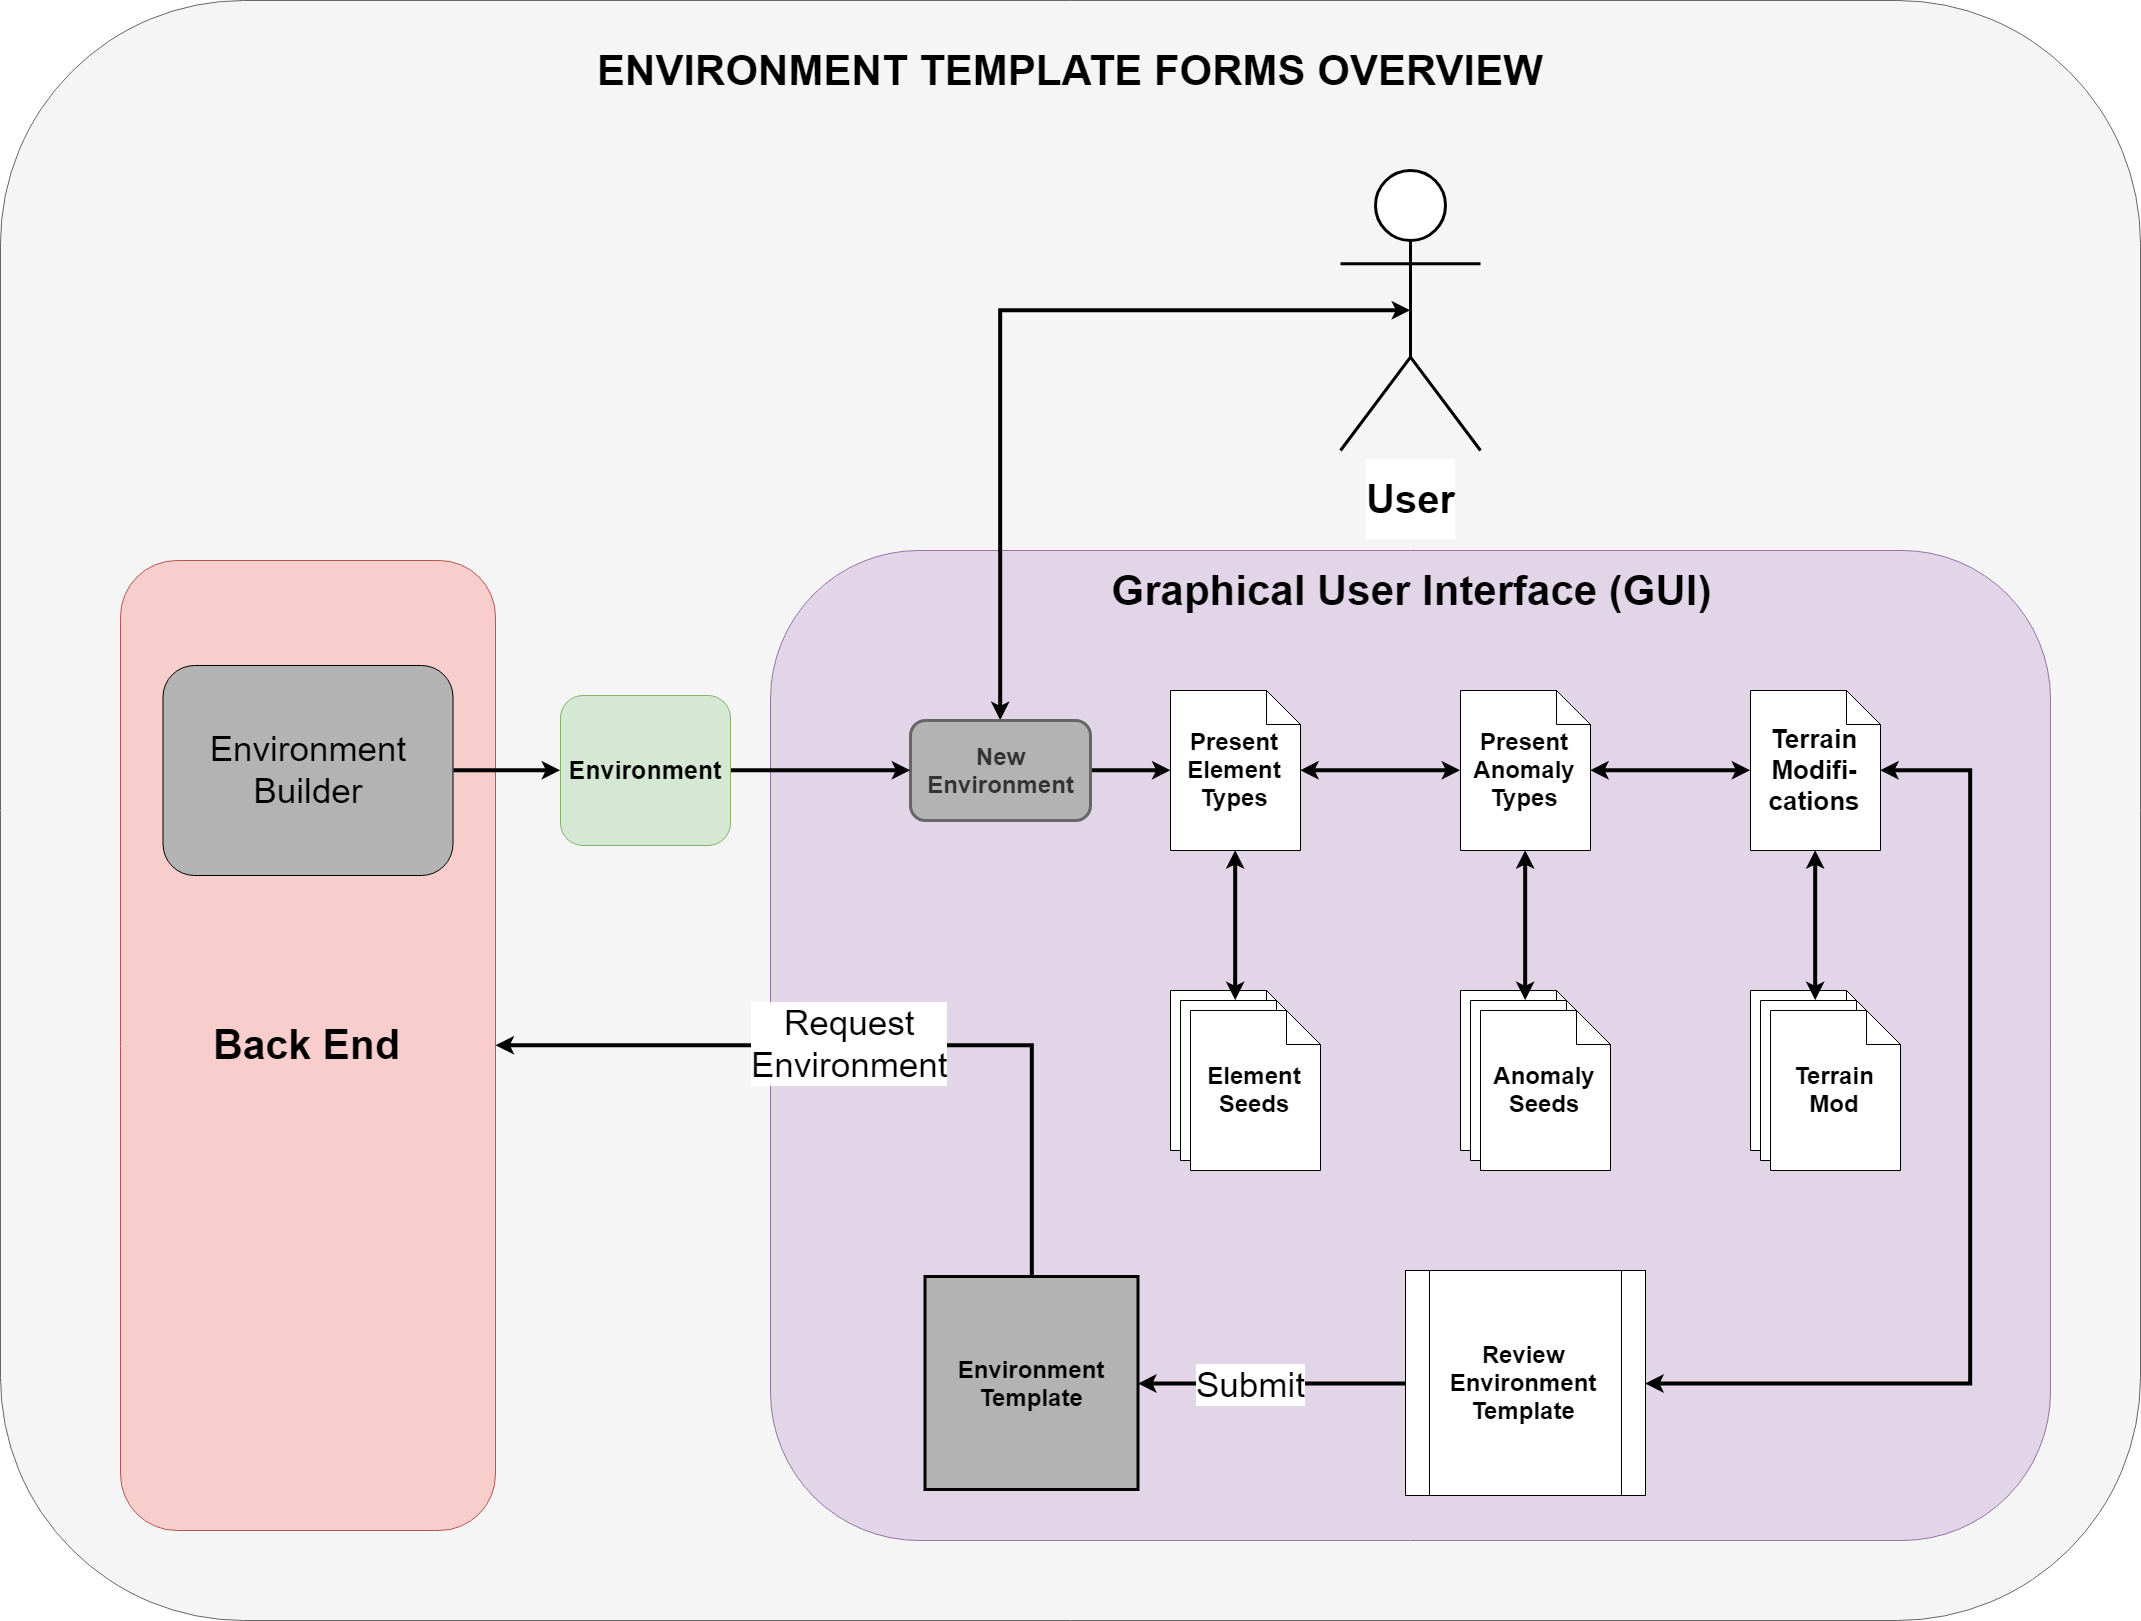 ENVIRONMENT TEMPLATE FORMS OVERVIEW
User
Graphical User Interface (GUI)
Environment
Builder
Environment
New
Environment
Present
Element
Types
Present
Anomaly
Types
Terrain
Modifi-
cations
Back End
Request
Environment
Element
Seeds
Anomaly
Seeds
Terrain
Mod
Environment
Template
Submit
Review
Environment
Template